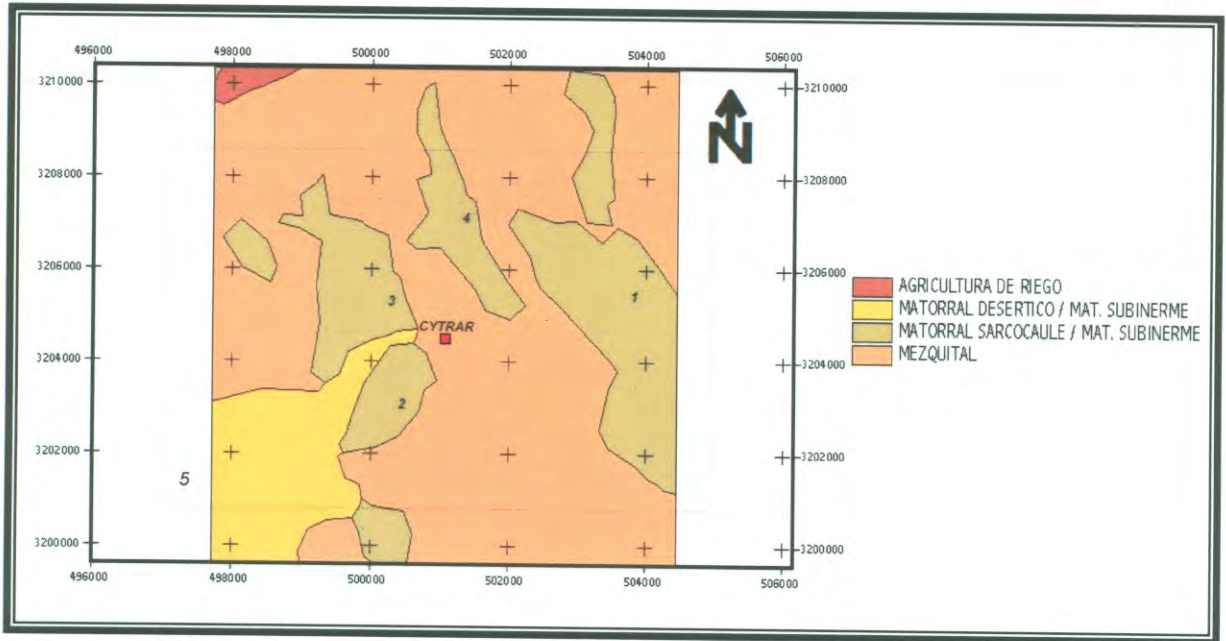 496000 498000 500000 502000 504000 506000
3210000 3210000
N
3208000 3208000
4
3206000 3206000
3 1
AGRICULTURA DE RIEGO
MATORRAL DESERTICO / MAT. SUBINERME
MATORRAL SARCOCAULE / MAT. SUBINERME
MEZQUITAL
CYTRAR
3204000 3204000
2
3202000 3202000
5
3200000 3200000
496000 498000 500000 502000 504000 506000